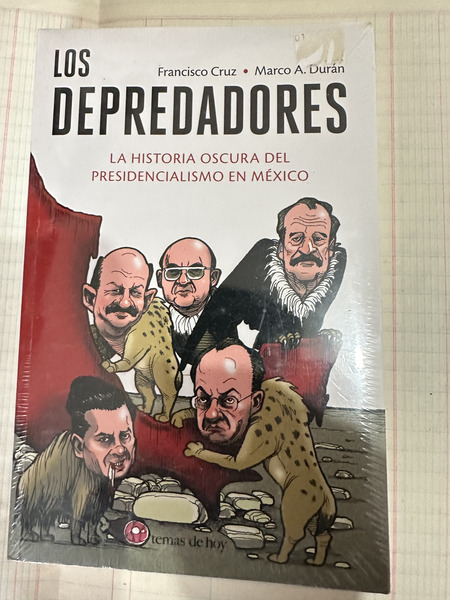 LOS
Francisco Cruz • Marco A. Durán
DEPREDADORES
LA HISTORIA OSCURA DEL
PRESIDENCIALISMO EN MÉXICO
temas de hoy